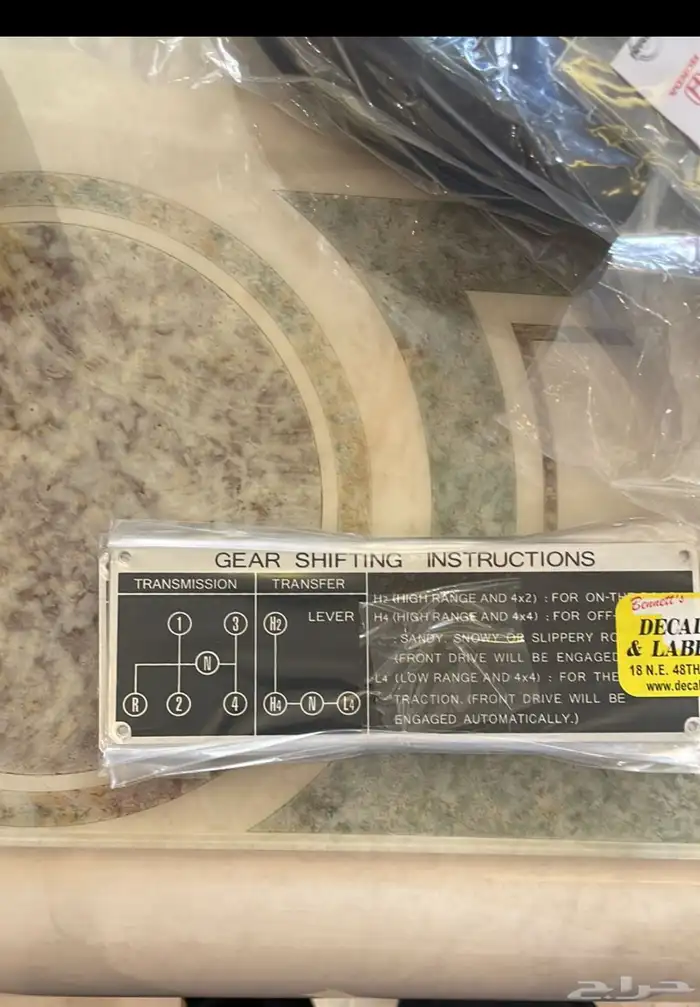 GEAR SHIFTING INSTRUCTIONS
TRANSMISSION
TRANSFER
LEVER
1 3
N
R 2 4
H2
H4 N L4
H2 (HIGH RANGE AND 4x2) : FOR ON-TH
H4 (HIGH RANGE AND 4x4) : FOR OFF-
SANDY, SNOWY OR SLIPPERY RO
(FRONT DRIVE WILL BE ENGAGED
L4 (LOW RANGE AND 4x4) : FOR THE
TRACTION. (FRONT DRIVE WILL BE
ENGAGED AUTOMATICALLY.)
Bennett's
DECAL
& LAB
18 N.E. 48TH
www.deca
حراج